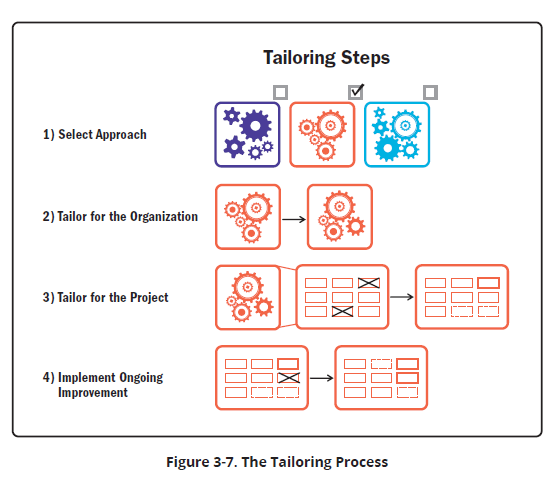 Tailoring Steps
1) Select Approach
2) Tailor for the Organization
3) Tailor for the Project
4) Implement Ongoing
Improvement
Figure 3-7. The Tailoring Process